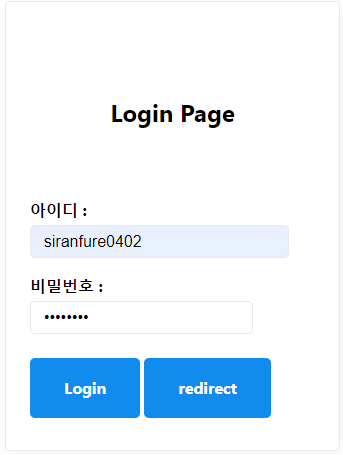 Login Page
아이디 :
siranfure0402
비밀번호 :
••••••••
Login redirect